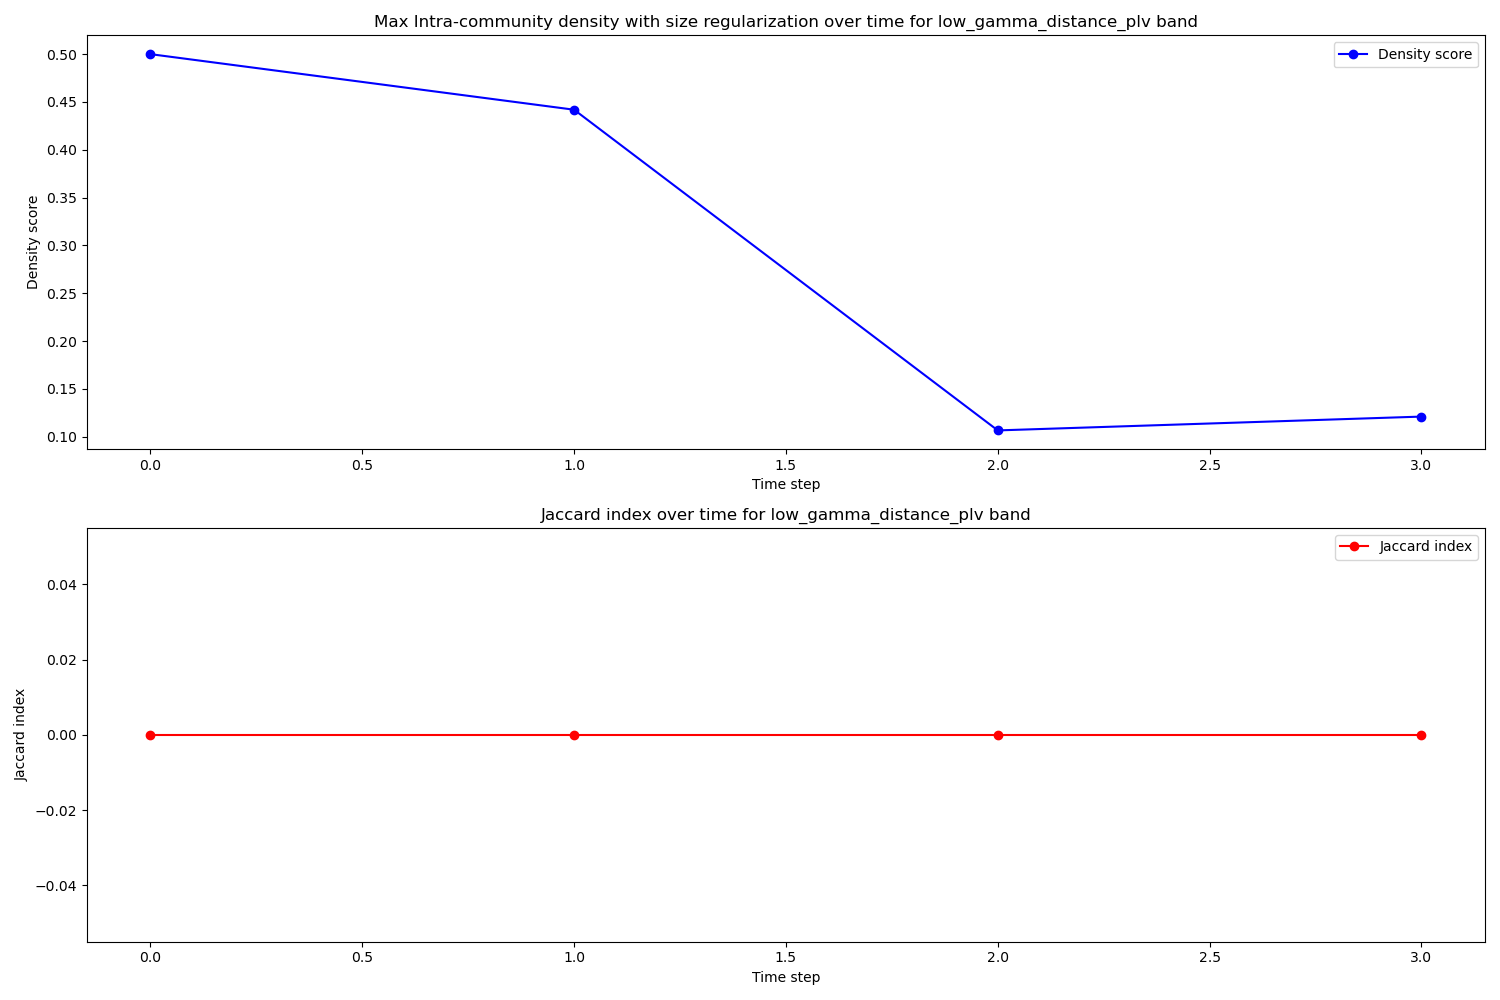 Max Intra-community density with size regularization over time for low_gamma_distance_plv band
Density score
0.50
0.45
0.40
0.35
0.30
0.25
0.20
0.15
0.10
Density score
0.0 0.5 1.0 1.5 2.0 2.5 3.0
Time step
Jaccard index over time for low_gamma_distance_plv band
Jaccard index
0.04
0.02
0.00
−0.02
−0.04
Jaccard index
0.0 0.5 1.0 1.5 2.0 2.5 3.0
Time step